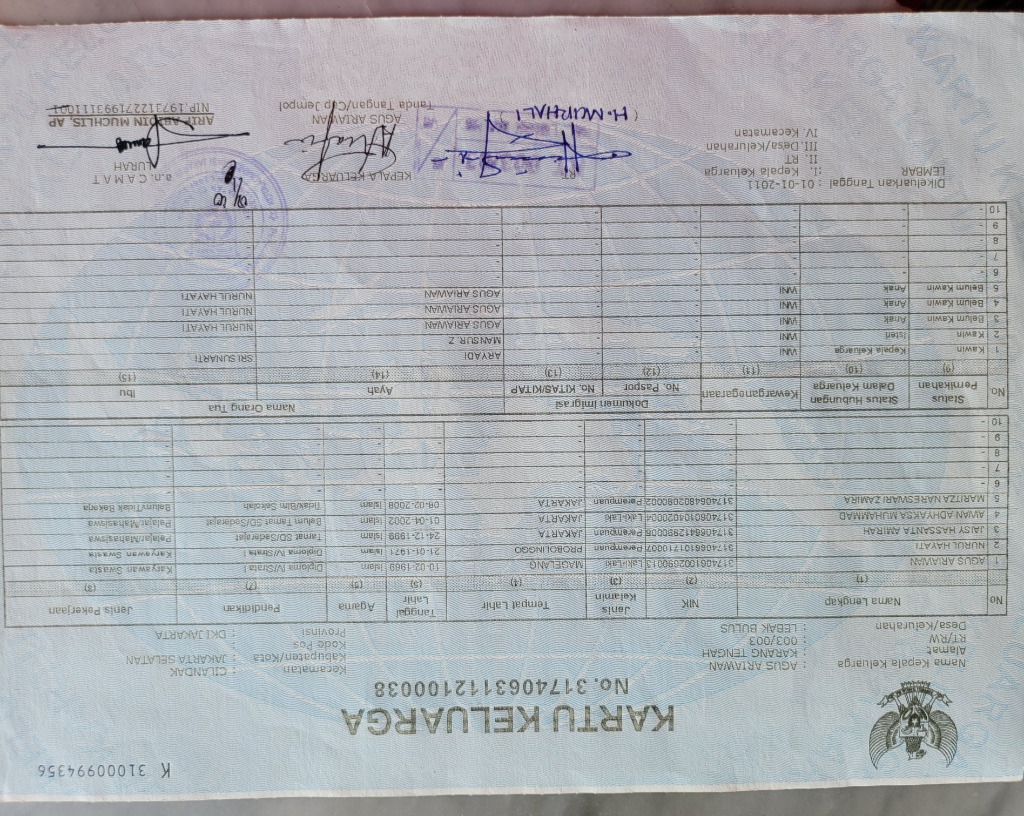 K 31000994356
KARTU KELUARGA
No. 3174063112100038
Nama Kepala Keluarga : AGUS ARIAWAN
Alamat : KARANG TENGAH
RT/RW : 003/003
Desa/Kelurahan : LEBAK BULUS
Kecamatan : CILANDAK
Kabupaten/Kota : JAKARTA SELATAN
Kode Pos :
Provinsi : DKI JAKARTA
No Nama Lengkap NIK Jenis Kelamin Tempat Lahir Tanggal Lahir Agama Pendidikan Jenis Pekerjaan
(1) (2) (3) (4) (5) (6) (7) (8)
1 AGUS ARIAWAN Laki-Laki MAGELANG 10-02-1969 Islam Diploma IV/Strata I Karyawan Swasta
2 NURUL HAYATI Perempuan PROBOLINGGO 21-01-1971 Islam Diploma IV/Strata I Karyawan Swasta
3 JAISY HASSANTA AMIRAH Perempuan JAKARTA 24-12-1999 Islam Tamat SD/Sederajat Pelajar/Mahasiswa
4 AWAN ADHYAKSA MUHAMMAD Laki-Laki JAKARTA 01-04-2002 Islam Belum Tamat SD/Sederajat Pelajar/Mahasiswa
5 MARITZA NARESWARI ZAMIRA Perempuan JAKARTA 08-02-2008 Islam Tidak/Blm Sekolah Belum/Tidak Bekerja
6 - - - - - - - -
7 - - - - - - - -
8 - - - - - - - -
9 - - - - - - - -
10 - - - - - - - -
No. Status Pernikahan Status Hubungan Dalam Keluarga Kewarganegaraan Dokumen Imigrasi Nama Orang Tua
No. Paspor No. KITAS/KITAP Ayah Ibu
(9) (10) (11) (12) (13) (14) (15)
1 Kawin Kepala Keluarga WNI - - ARYADI SRI SUNARTI
2 Kawin Isteri WNI - - MANSUR Z.
3 Belum Kawin Anak WNI - - AGUS ARIAWAN NURUL HAYATI
4 Belum Kawin Anak WNI - - AGUS ARIAWAN NURUL HAYATI
5 Belum Kawin Anak WNI - - AGUS ARIAWAN NURUL HAYATI
6 - - - - - - -
7 - - - - - - -
8 - - - - - - -
9 - - - - - - -
10 - - - - - - -
Dikeluarkan Tanggal : 01-01-2011
LEMBAR : I. Kepala Keluarga
II. RT
III. Desa/Kelurahan
IV. Kecamatan
RT
( H. MURHALI )
KEPALA KELUARGA
AGUS ARIAWAN
Tanda Tangan/Cap Jempol
a.n. CAMAT
LURAH
MUCHLIS, AP
NIP.197312271993111001